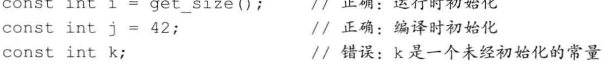 const int i = get_size(); // 正确：运行时初始化
const int j = 42; // 正确：编译时初始化
const int k; // 错误：k 是一个未经初始化的常量